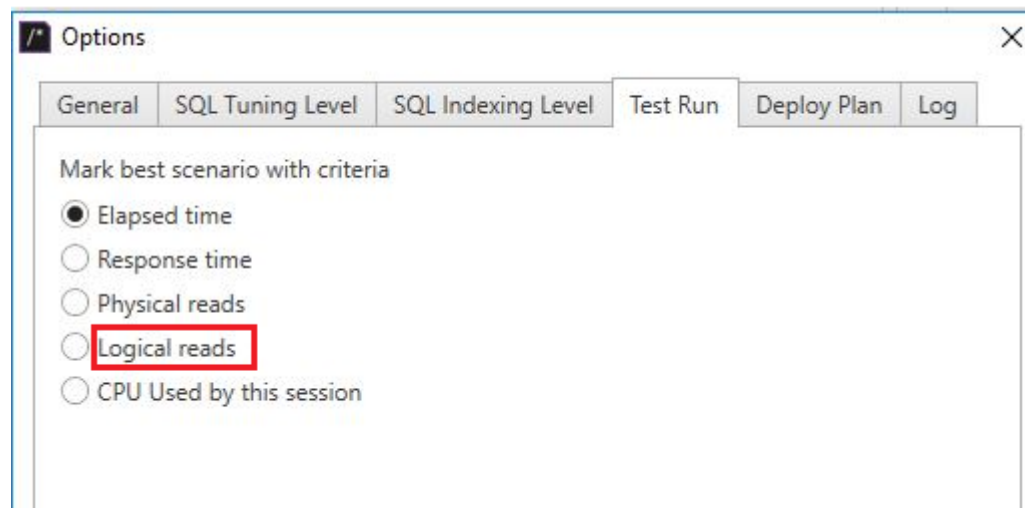 /* Options
General SQL Tuning Level SQL Indexing Level Test Run Deploy Plan Log
Mark best scenario with criteria
Elapsed time
Response time
Physical reads
Logical reads
CPU Used by this session